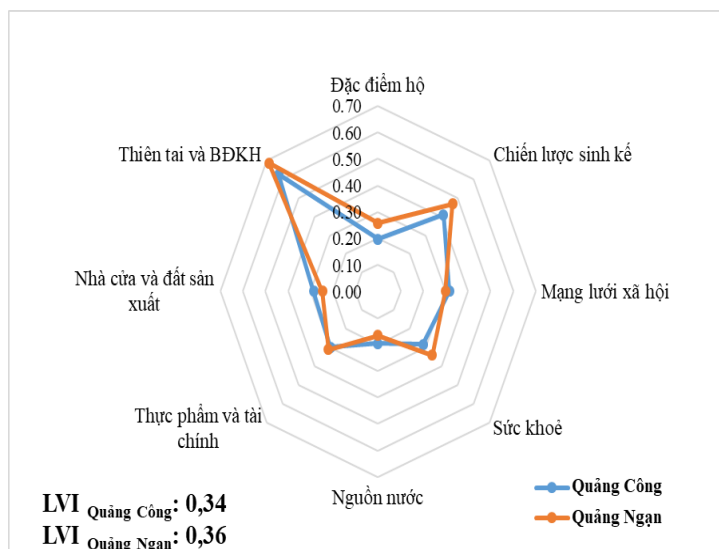 Đặc điểm hộ
0.70
0.60
0.50
0.40
0.30
0.20
0.10
0.00
Chiến lược sinh kế
Mạng lưới xã hội
Sức khoẻ
Nguồn nước
Thực phẩm và tài
chính
Nhà cửa và đất sản
xuất
Thiên tai và BĐKH
LVI Quảng Công: 0,34
LVI Quảng Ngạn: 0,36
Quảng Công
Quảng Ngạn